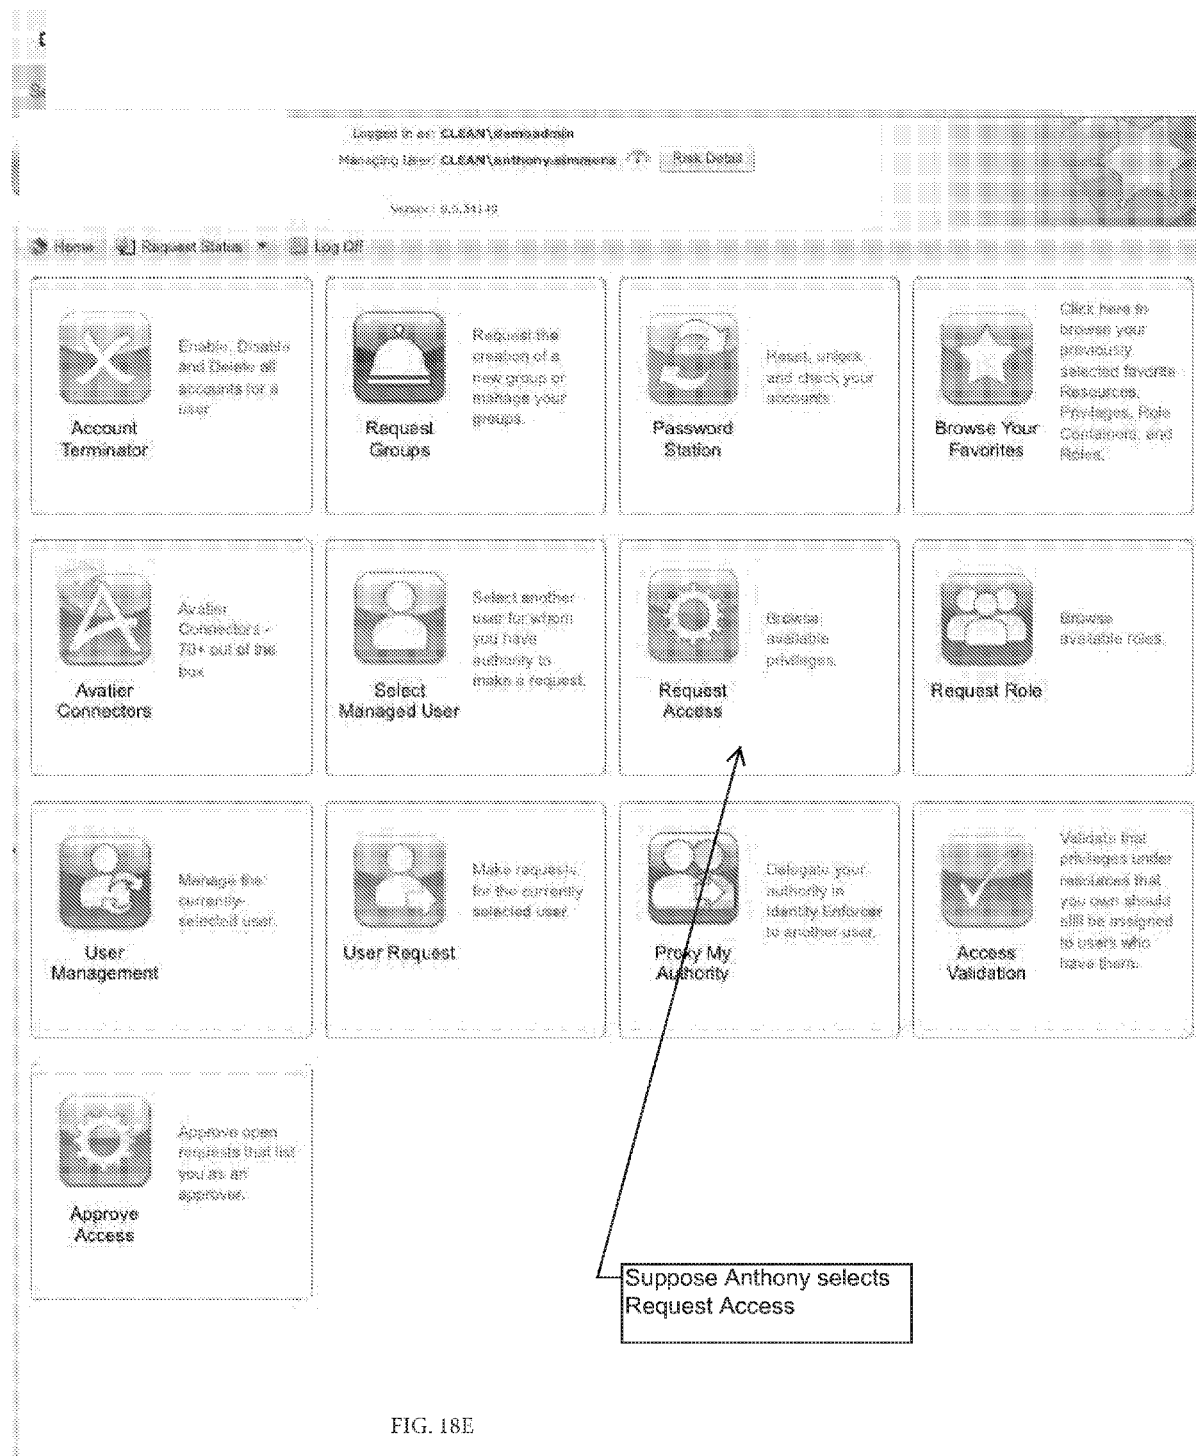 Logged in as: CLEAN\demoadmin
Managing User: CLEAN\anthony.simmons
Risk Detail
Home
Request Status
Log Off
Account
Terminator
Enable, Disable
and Delete all
accounts for a
user
Request
Groups
Request the
creation of a
new group or
manage your
groups.
Password
Station
Reset, unlock
and check your
accounts
Browse Your
Favorites
Click here to
browse your
previously
selected favorite
Resources,
Privileges, Role
Containers, and
Roles.
Avatier
Connectors
Avatier
Connectors -
70+ out of the
box
Select
Managed User
Select another
user for whom
you have
authority to
make a request.
Request
Access
Browse
available
privileges.
Request Role
Browse
available roles.
User
Management
Manage the
currently-
selected user.
User Request
Make requests
for the currently
selected user.
Proxy My
Authority
Delegate your
authority in
Identity Enforcer
to another user.
Access
Validation
Validate that
privileges under
resources that
you own should
still be assigned
to users who
have them.
Approve
Access
Approve open
requests that list
you as an
approver.
Suppose Anthony selects
Request Access
FIG. 18E